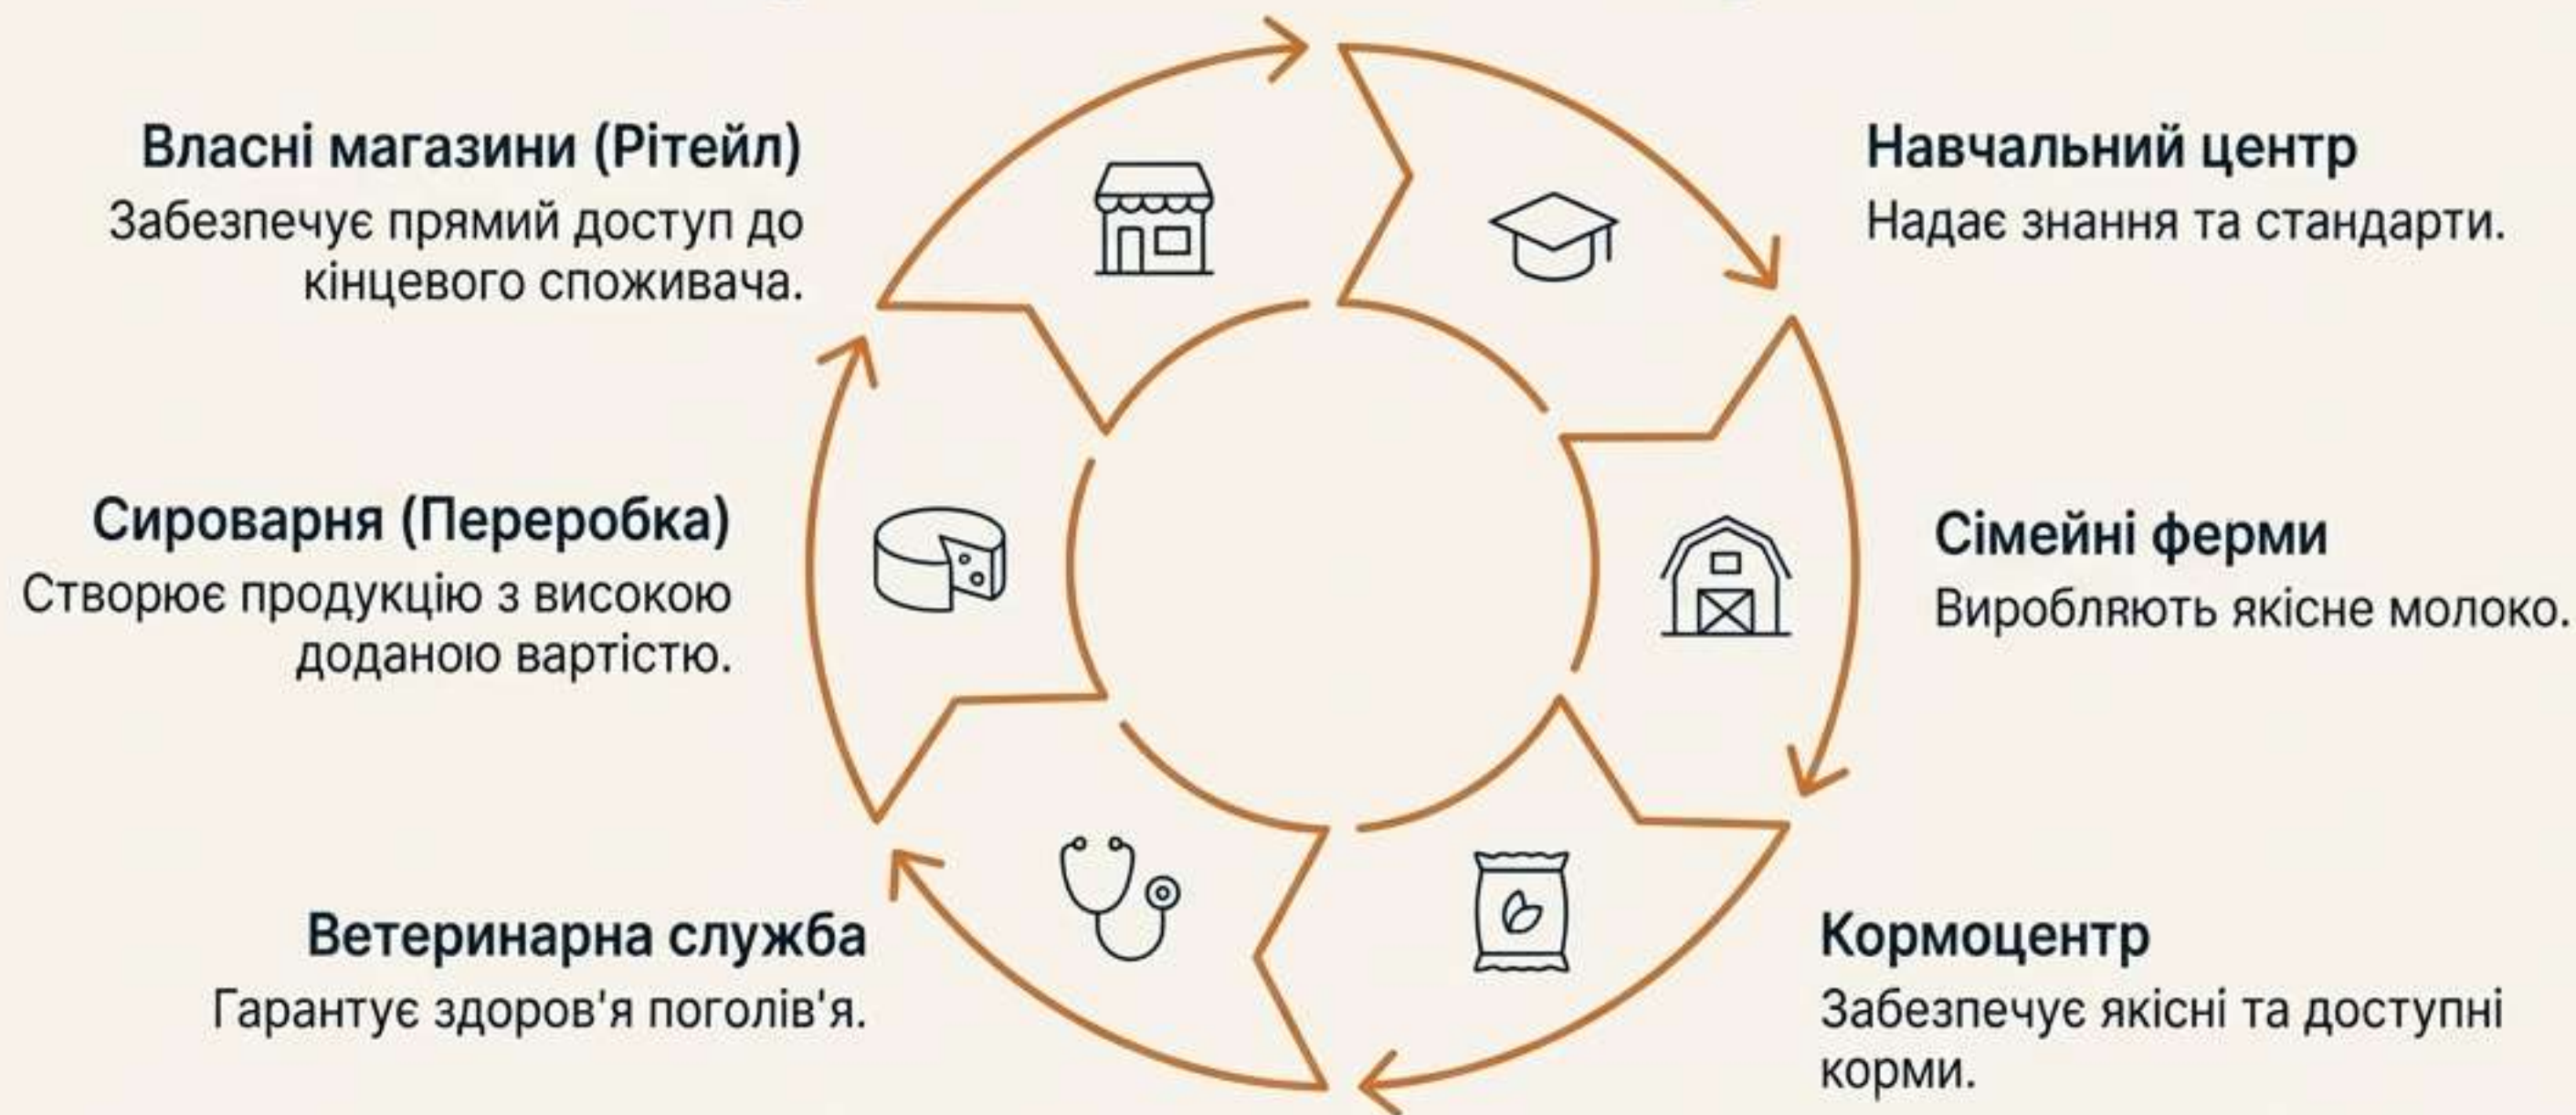 Власні магазини (Рітейл)
Забезпечує прямий доступ до
кінцевого споживача.
Навчальний центр
Надає знання та стандарти.
Сироварня (Переробка)
Створює продукцію з високою
доданою вартістю.
Сімейні ферми
Виробляють якісне молоко.
Ветеринарна служба
Гарантує здоров'я поголів'я.
Кормоцентр
Забезпечує якісні та доступні
корми.